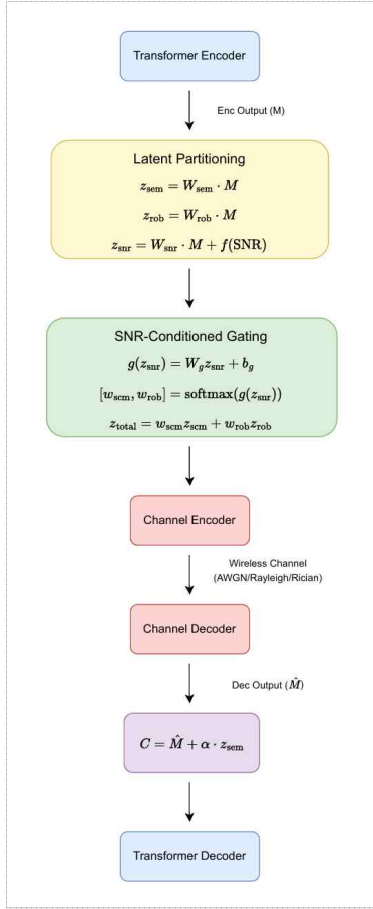 Transformer Encoder
Enc Output (M)
Latent Partitioning
z_sem = W_sem · M
z_rob = W_rob · M
z_snr = W_snr · M + f(SNR)
SNR-Conditioned Gating
g(z_snr) = W_g z_snr + b_g
[w_scm, w_rob] = softmax(g(z_snr))
z_total = w_scm z_scm + w_rob z_rob
Channel Encoder
Wireless Channel
(AWGN/Rayleigh/Rician)
Channel Decoder
Dec Output (M̂)
C = M̂ + α · z_sem
Transformer Decoder